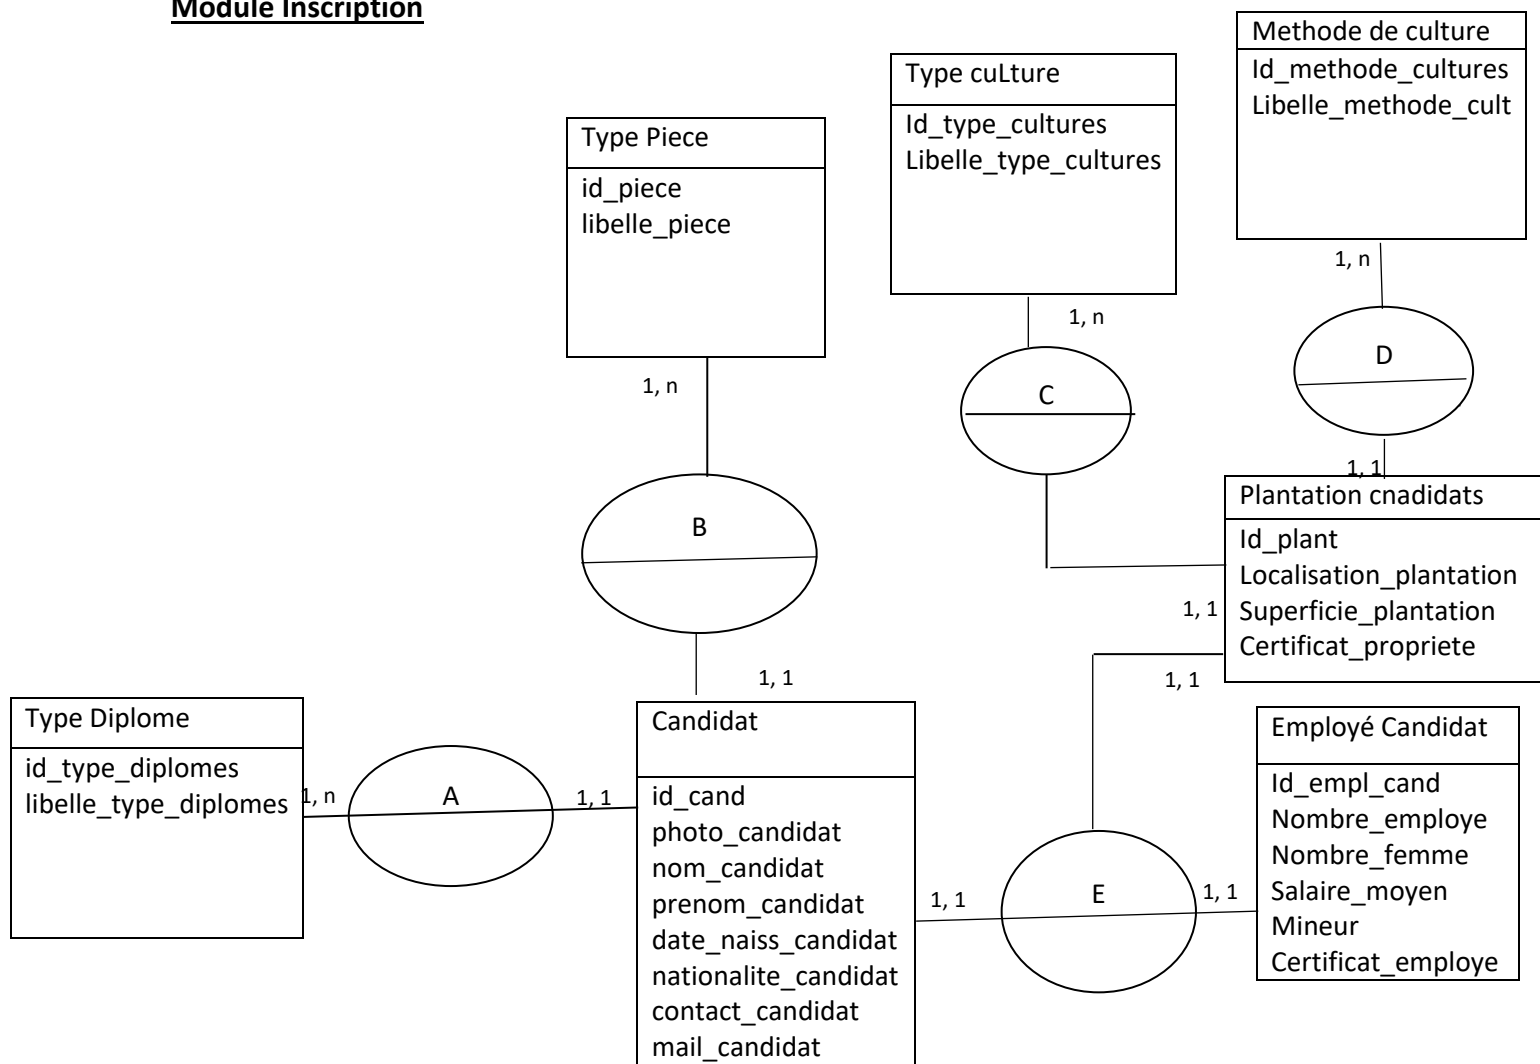 Module Inscription
Methode de culture
Id_methode_cultures
Libelle_methode_cult
Type cuLture
Id_type_cultures
Libelle_type_cultures
Type Piece
id_piece
libelle_piece
1, n
1, n
1, n
D
C
1, 1
B
Plantation cnadidats
Id_plant
Localisation_plantation
Superficie_plantation
Certificat_propriete
1, 1
1, 1
1, 1
Type Diplome
id_type_diplomes
libelle_type_diplomes
1, n
A
1, 1
Candidat
id_cand
photo_candidat
nom_candidat
prenom_candidat
date_naiss_candidat
nationalite_candidat
contact_candidat
mail_candidat
1, 1
E
1, 1
Employé Candidat
Id_empl_cand
Nombre_employe
Nombre_femme
Salaire_moyen
Mineur
Certificat_employe